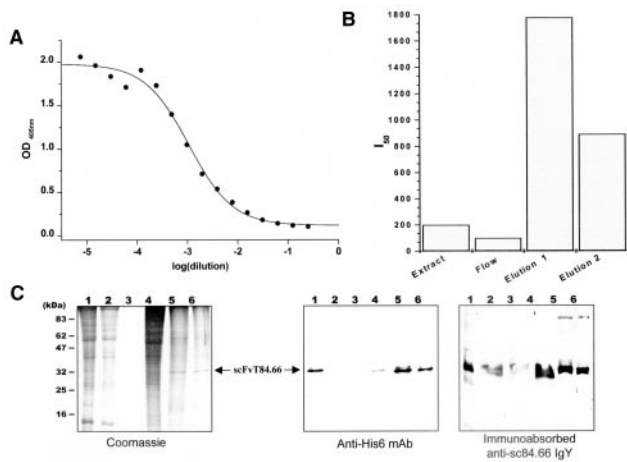 A
2.0
1.5
1.0
0.5
0.0
OD 405nm
-5 -4 -3 -2 -1 0
log(dilution)
B
1800
1600
1400
1200
1000
800
600
400
200
0
I50
Extract Flow Elution 1 Elution 2
C
(kDa) 1 2 3 4 5 6
83
62
47
32
25
16
Coomassie
scFvT84.66
1 2 3 4 5 6
Anti-His6 mAb
1 2 3 4 5 6
Immunoabsorbed
anti-sc84.66 IgY